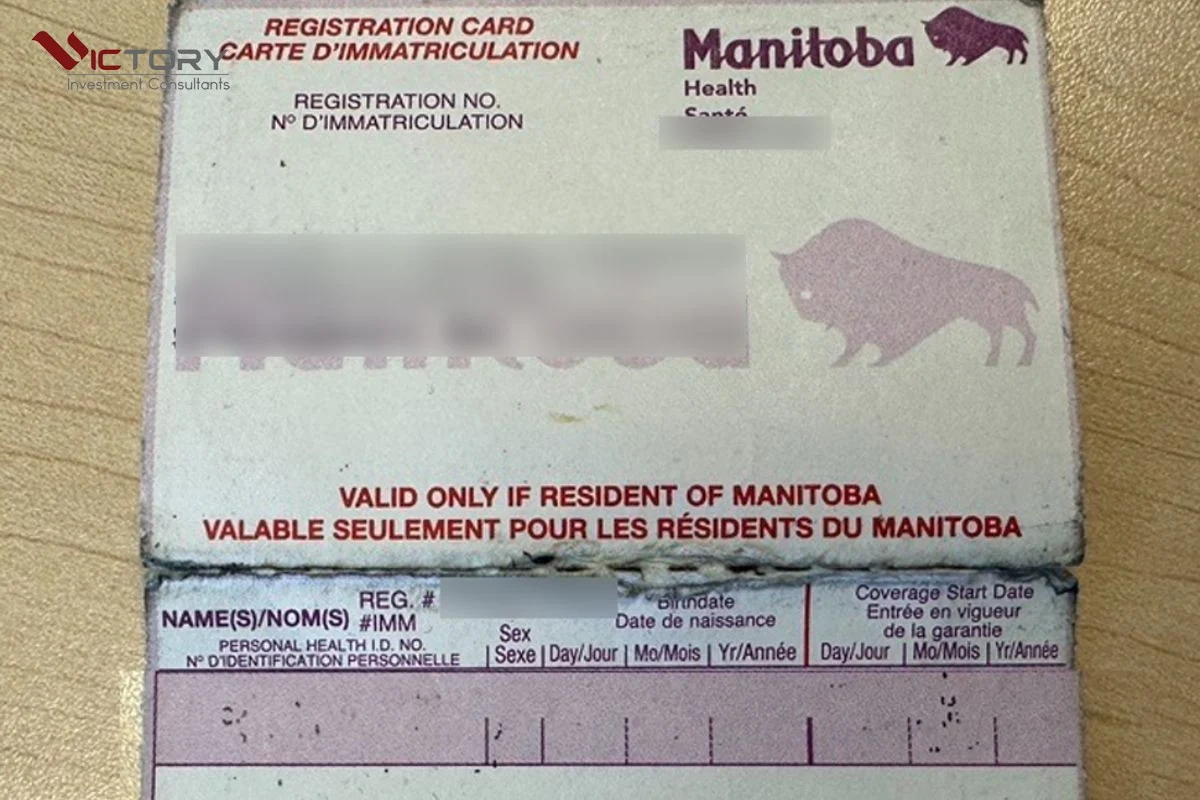 VICTORY
Investment Consultants
REGISTRATION CARD
CARTE D'IMMATRICULATION
REGISTRATION NO.
Nº D'IMMATRICULATION
Manitoba
Health
Santé
VALID ONLY IF RESIDENT OF MANITOBA
VALABLE SEULEMENT POUR LES RÉSIDENTS DU MANITOBA
NAME(S)/NOM(S)
REG. #
#IMM
PERSONAL HEALTH I.D. NO.
Nº D'IDENTIFICATION PERSONNELLE
Sex
Sexe
Birthdate
Date de naissance
Day/Jour Mo/Mois Yr/Année
Coverage Start Date
Entrée en vigueur
de la garantie
Day/Jour Mo/Mois Yr/Année